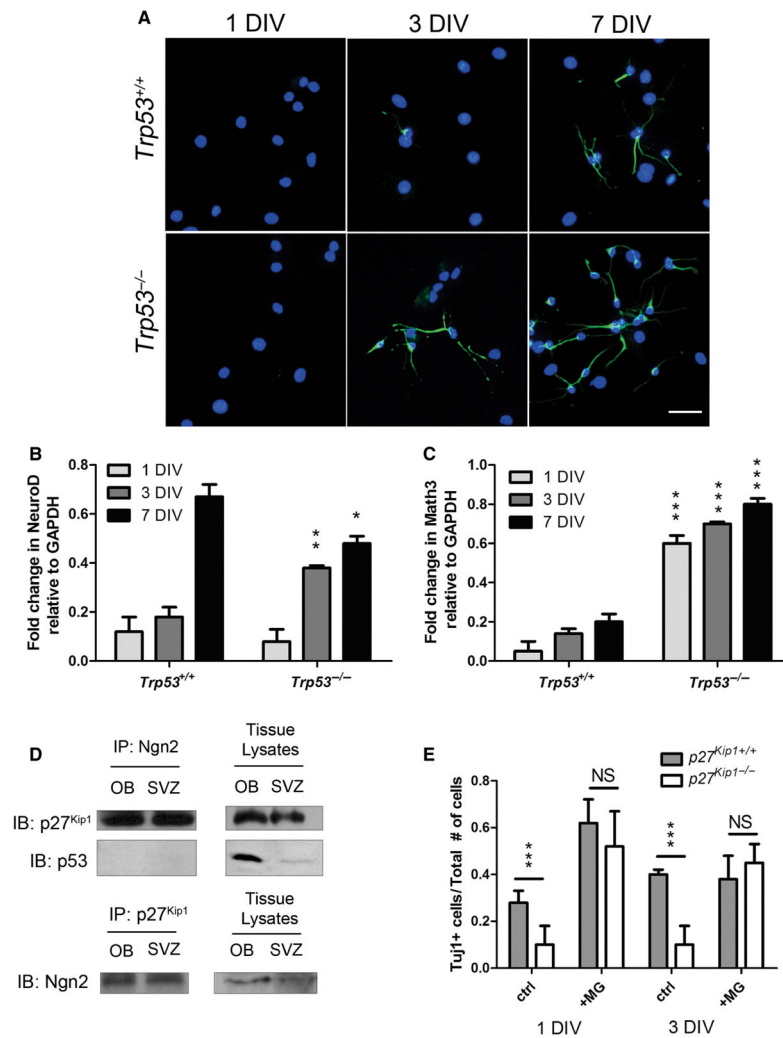 A
1 DIV 3 DIV 7 DIV
Trp53+/+
Trp53–/–
B
Fold change in NeuroD
relative to GAPDH
0.8
0.6
0.4
0.2
0.0
1 DIV
3 DIV
7 DIV
**
*
Trp53+/+ Trp53–/–
C
Fold change in Math3
relative to GAPDH
1.0
0.8
0.6
0.4
0.2
0.0
1 DIV
3 DIV
7 DIV
***
***
***
Trp53+/+ Trp53–/–
D
IP: Ngn2
Tissue
Lysates
OB SVZ OB SVZ
IB: p27Kip1
IB: p53
IP: p27Kip1
Tissue
Lysates
OB SVZ OB SVZ
IB: Ngn2
E
p27Kip1+/+
p27Kip1–/–
Tuj1+ cells/Total # of cells
0.8
0.6
0.4
0.2
0.0
***
NS
***
NS
ctrl +MG ctrl +MG
1 DIV 3 DIV